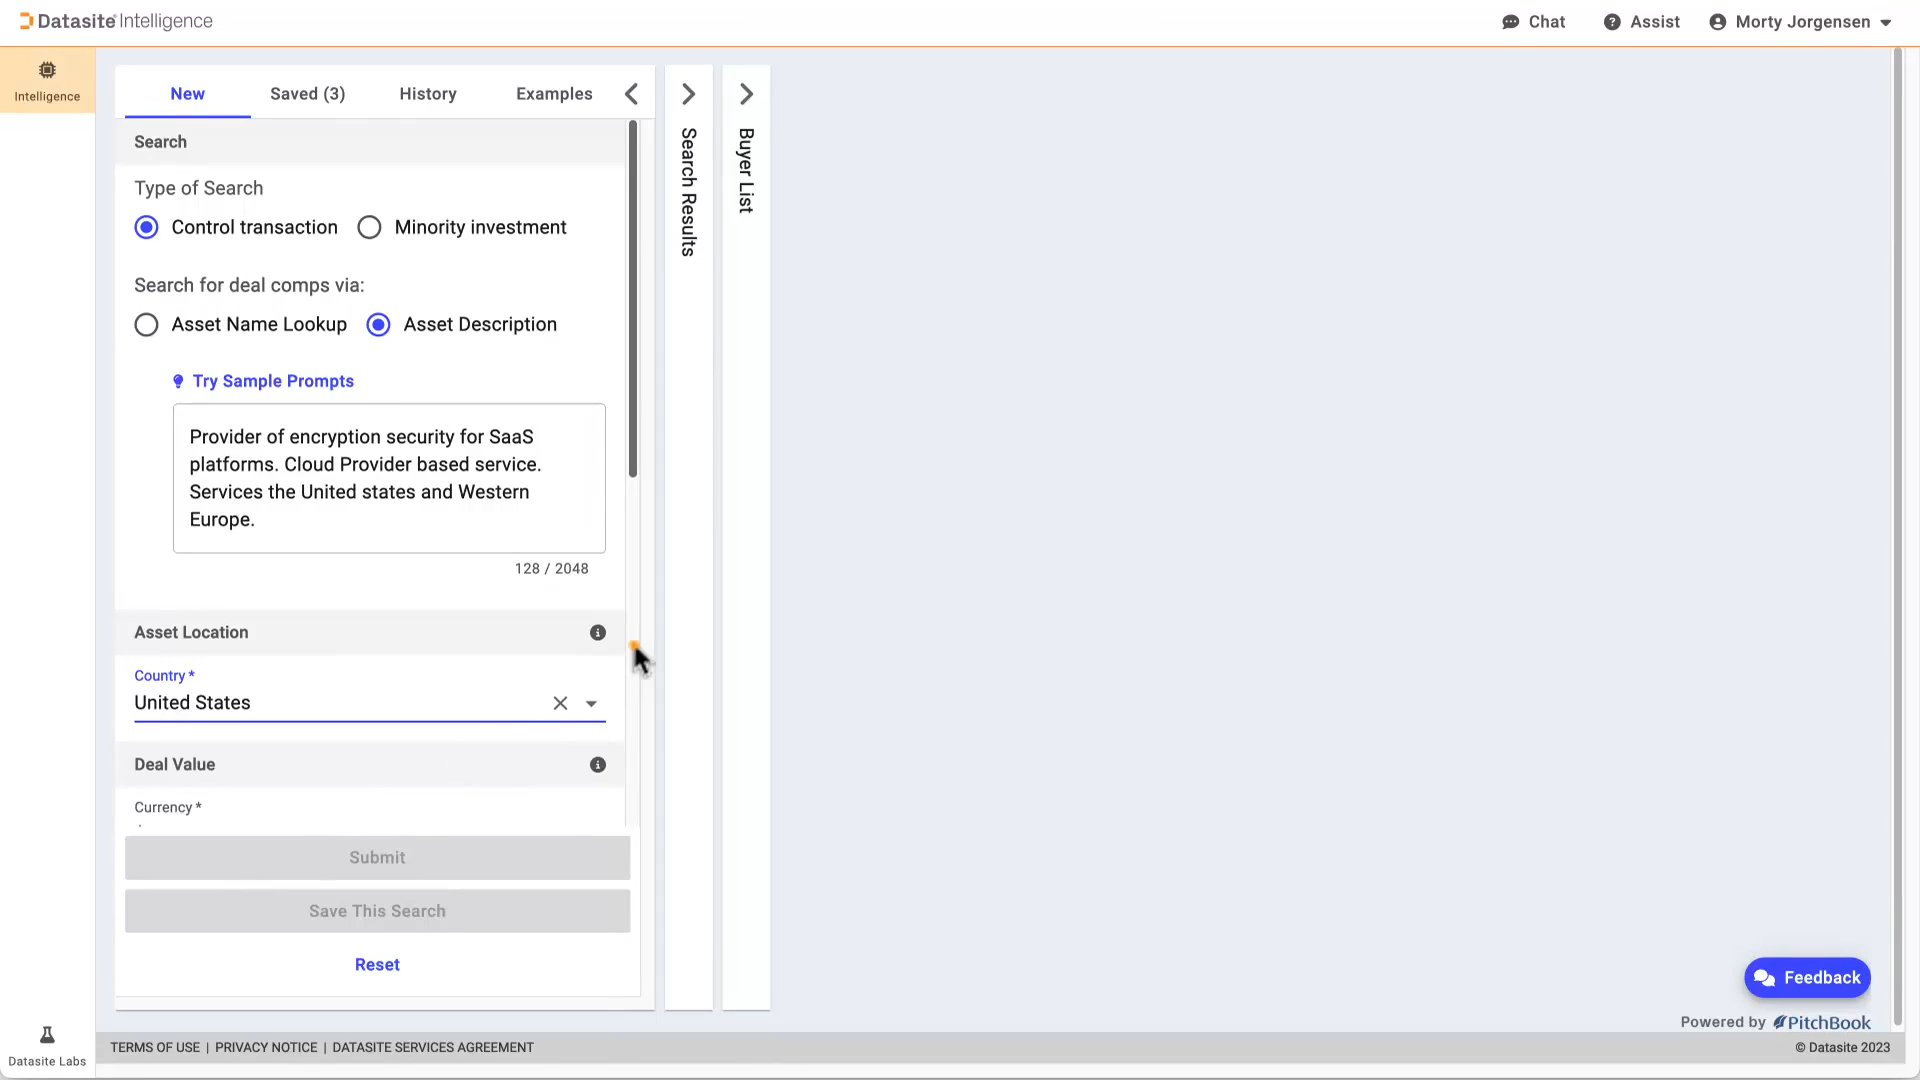 Datasite Intelligence
Chat
Assist
Morty Jorgensen
Intelligence
New
Saved (3)
History
Examples
Search
Type of Search
Control transaction
Minority investment
Search for deal comps via:
Asset Name Lookup
Asset Description
Try Sample Prompts
Provider of encryption security for SaaS
platforms. Cloud Provider based service.
Services the United states and Western
Europe.
128 / 2048
Asset Location
Country *
United States
Deal Value
Currency *
Submit
Save This Search
Reset
Search Results
Buyer List
Feedback
Powered by PitchBook
Datasite Labs
TERMS OF USE | PRIVACY NOTICE | DATASITE SERVICES AGREEMENT
© Datasite 2023